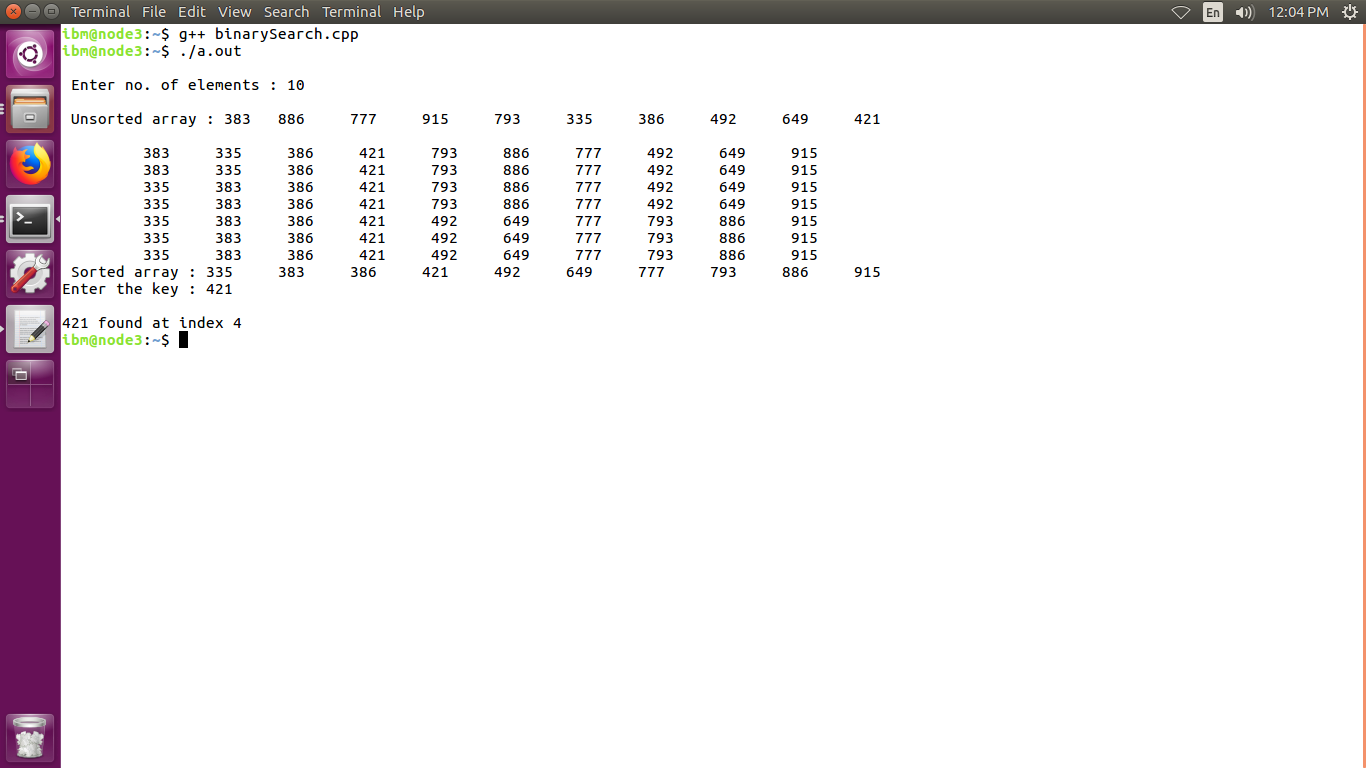 Terminal File Edit View Search Terminal Help En 12:04 PM
ibm@node3:~$ g++ binarySearch.cpp
ibm@node3:~$ ./a.out
Enter no. of elements : 10
Unsorted array : 383 886 777 915 793 335 386 492 649 421
383 335 386 421 793 886 777 492 649 915
383 335 386 421 793 886 777 492 649 915
335 383 386 421 793 886 777 492 649 915
335 383 386 421 793 886 777 492 649 915
335 383 386 421 492 649 777 793 886 915
335 383 386 421 492 649 777 793 886 915
335 383 386 421 492 649 777 793 886 915
Sorted array : 335 383 386 421 492 649 777 793 886 915
Enter the key : 421
421 found at index 4
ibm@node3:~$